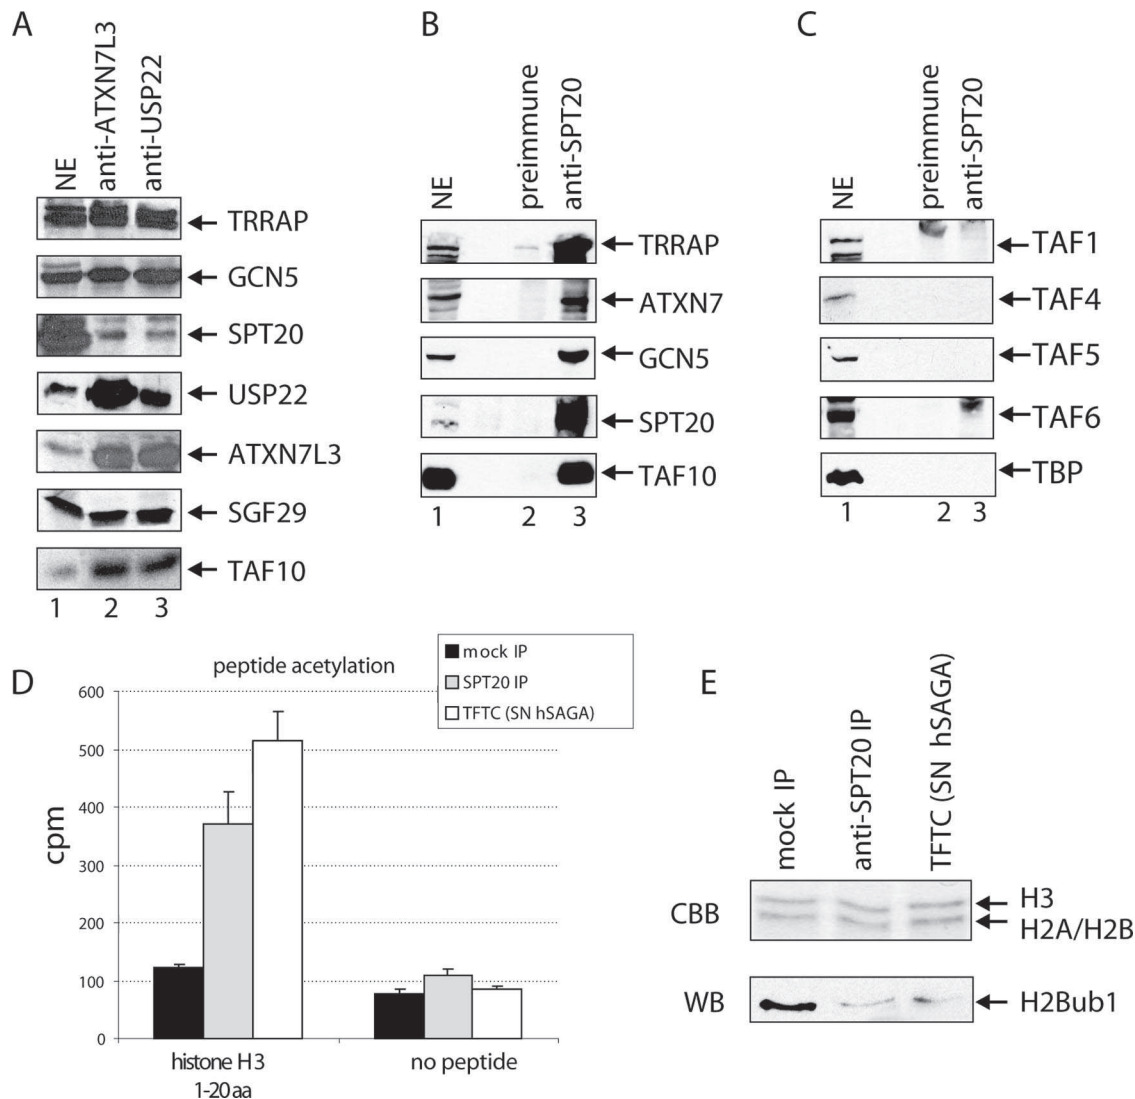 A
NE
anti-ATXN7L3
anti-USP22
TRRAP
GCN5
SPT20
USP22
ATXN7L3
SGF29
TAF10
1 2 3
B
NE
preimmune
anti-SPT20
TRRAP
ATXN7
GCN5
SPT20
TAF10
1 2 3
C
NE
preimmune
anti-SPT20
TAF1
TAF4
TAF5
TAF6
TBP
1 2 3
D
peptide acetylation
mock IP
SPT20 IP
TFTC (SN hSAGA)
cpm
600
500
400
300
200
100
0
histone H3
1-20 aa
no peptide
E
mock IP
anti-SPT20 IP
TFTC (SN hSAGA)
CBB
H3
H2A/H2B
WB
H2Bub1